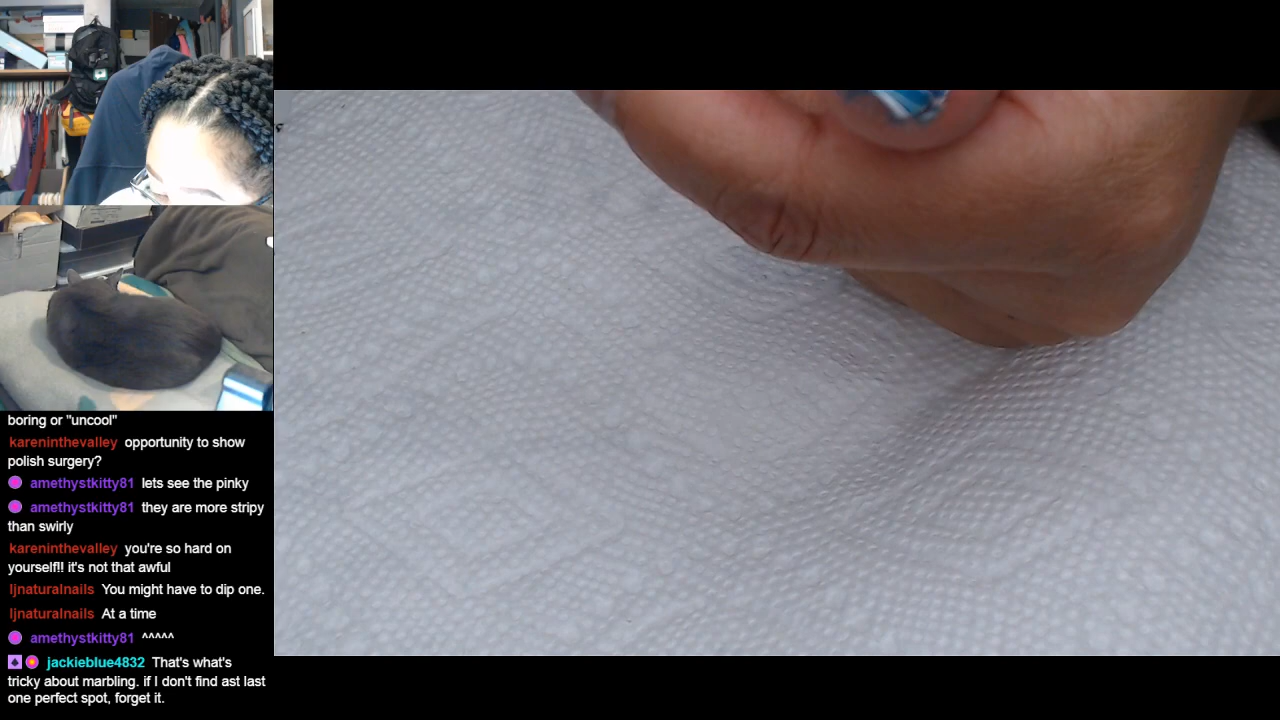 boring or "uncool"
kareninthevalley opportunity to show
polish surgery?
amethystkitty81 lets see the pinky
amethystkitty81 they are more stripy
than swirly
kareninthevalley you're so hard on
yourself!! it's not that awful
ljnaturalnails You might have to dip one.
ljnaturalnails At a time
amethystkitty81 ^^^^^
jackieblue4832 That's what's
tricky about marbling. if I don't find ast last
one perfect spot, forget it.